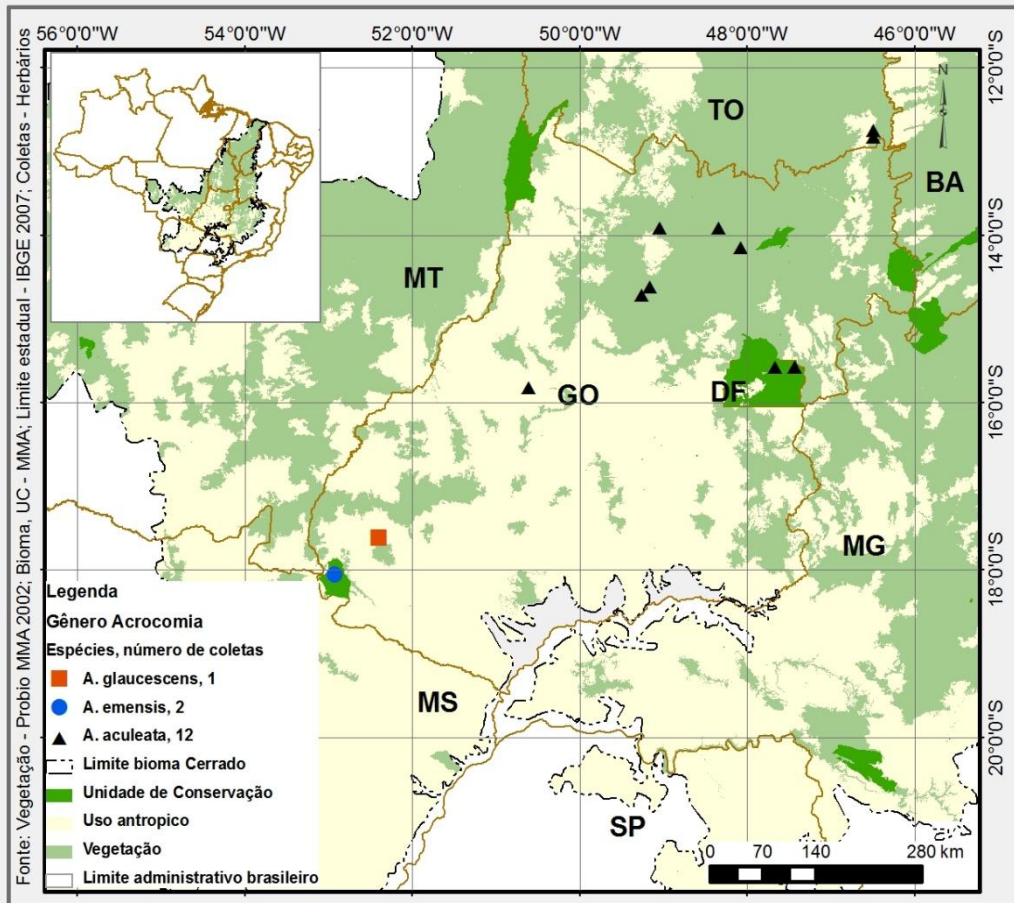 56°0'0"W
54°0'0"W
52°0'0"W
50°0'0"W
48°0'0"W
46°0'0"W
Fonte: Vegetação - Probio MMA 2002; Bioma, UC - MMA; Limite estadual - IBGE 2007; Coletas - Herbários
N
TO
BA
MT
GO
DF
MG
MS
SP
12°0'0"S
14°0'0"S
16°0'0"S
18°0'0"S
20°0'0"S
Legenda
Gênero Acrocomia
Espécies, número de coletas
A. glaucescens, 1
A. emensis, 2
A. aculeata, 12
Limite bioma Cerrado
Unidade de Conservação
Uso antropico
Vegetação
Limite administrativo brasileiro
0 70 140 280 km